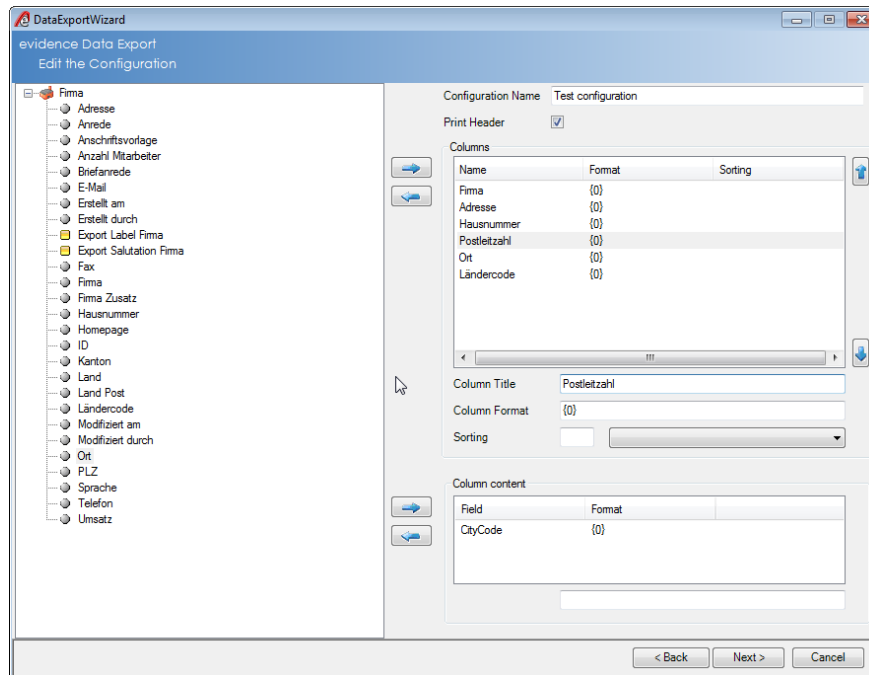 DataExportWizard
evidence Data Export
Edit the Configuration
Firma
Adresse
Anrede
Anschriftsvorlage
Anzahl Mitarbeiter
Briefanrede
E-Mail
Erstellt am
Erstellt durch
Export Label Firma
Export Salutation Firma
Fax
Firma
Firma Zusatz
Hausnummer
Homepage
ID
Kanton
Land
Land Post
Ländercode
Modifiziert am
Modifiziert durch
Ort
PLZ
Sprache
Telefon
Umsatz
Configuration Name Test configuration
Print Header
Columns
Name Format Sorting
Firma {0}
Adresse {0}
Hausnummer {0}
Postleitzahl {0}
Ort {0}
Ländercode {0}
Column Title Postleitzahl
Column Format {0}
Sorting
Column content
Field Format
CityCode {0}
< Back Next > Cancel